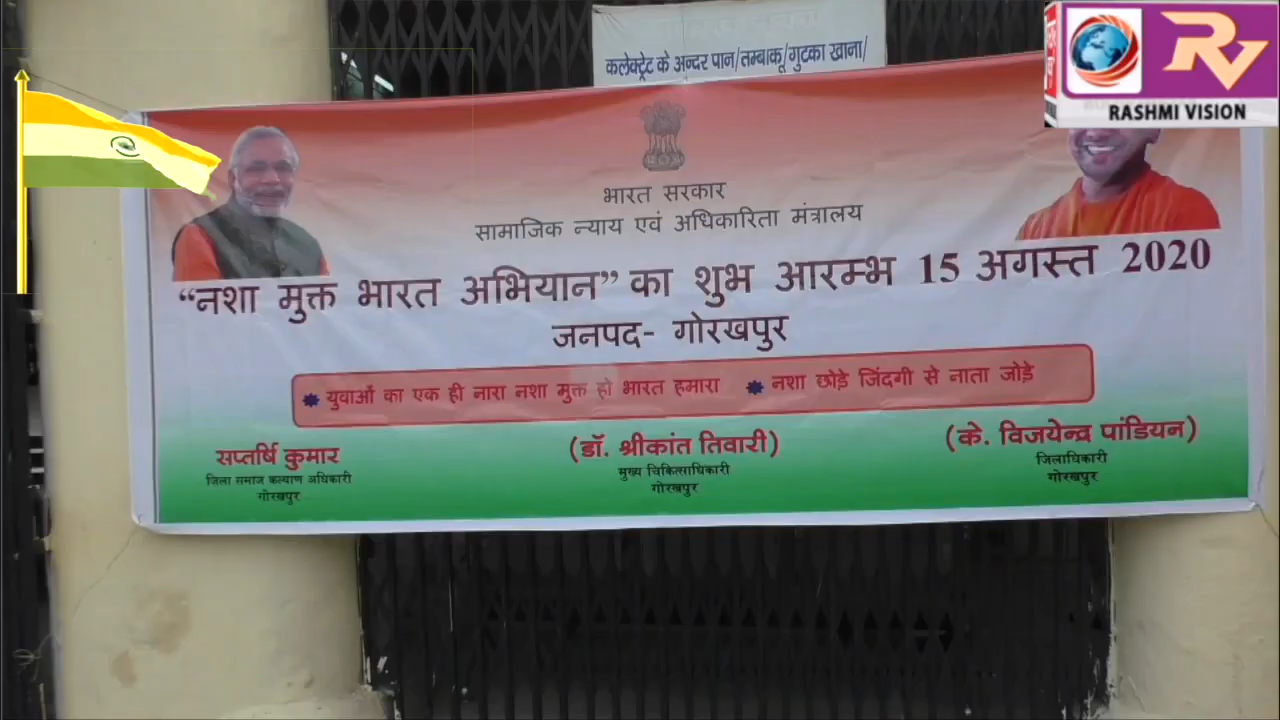 कलेक्ट्रेट के अन्दर पान/तम्बाकू/गुटका खाना/
RV
RASHMI VISION
भारत सरकार
सामाजिक न्याय एवं अधिकारिता मंत्रालय
“नशा मुक्त भारत अभियान” का शुभ आरम्भ 15 अगस्त 2020
जनपद- गोरखपुर
युवाओं का एक ही नारा नशा मुक्त हो भारत हमारा
नशा छोड़े जिंदगी से नाता जोड़े
सप्तर्षि कुमार
जिला समाज कल्याण अधिकारी
गोरखपुर
(डॉ. श्रीकांत तिवारी)
मुख्य चिकित्साधिकारी
गोरखपुर
(के. विजयेन्द्र पांडियन)
जिलाधिकारी
गोरखपुर